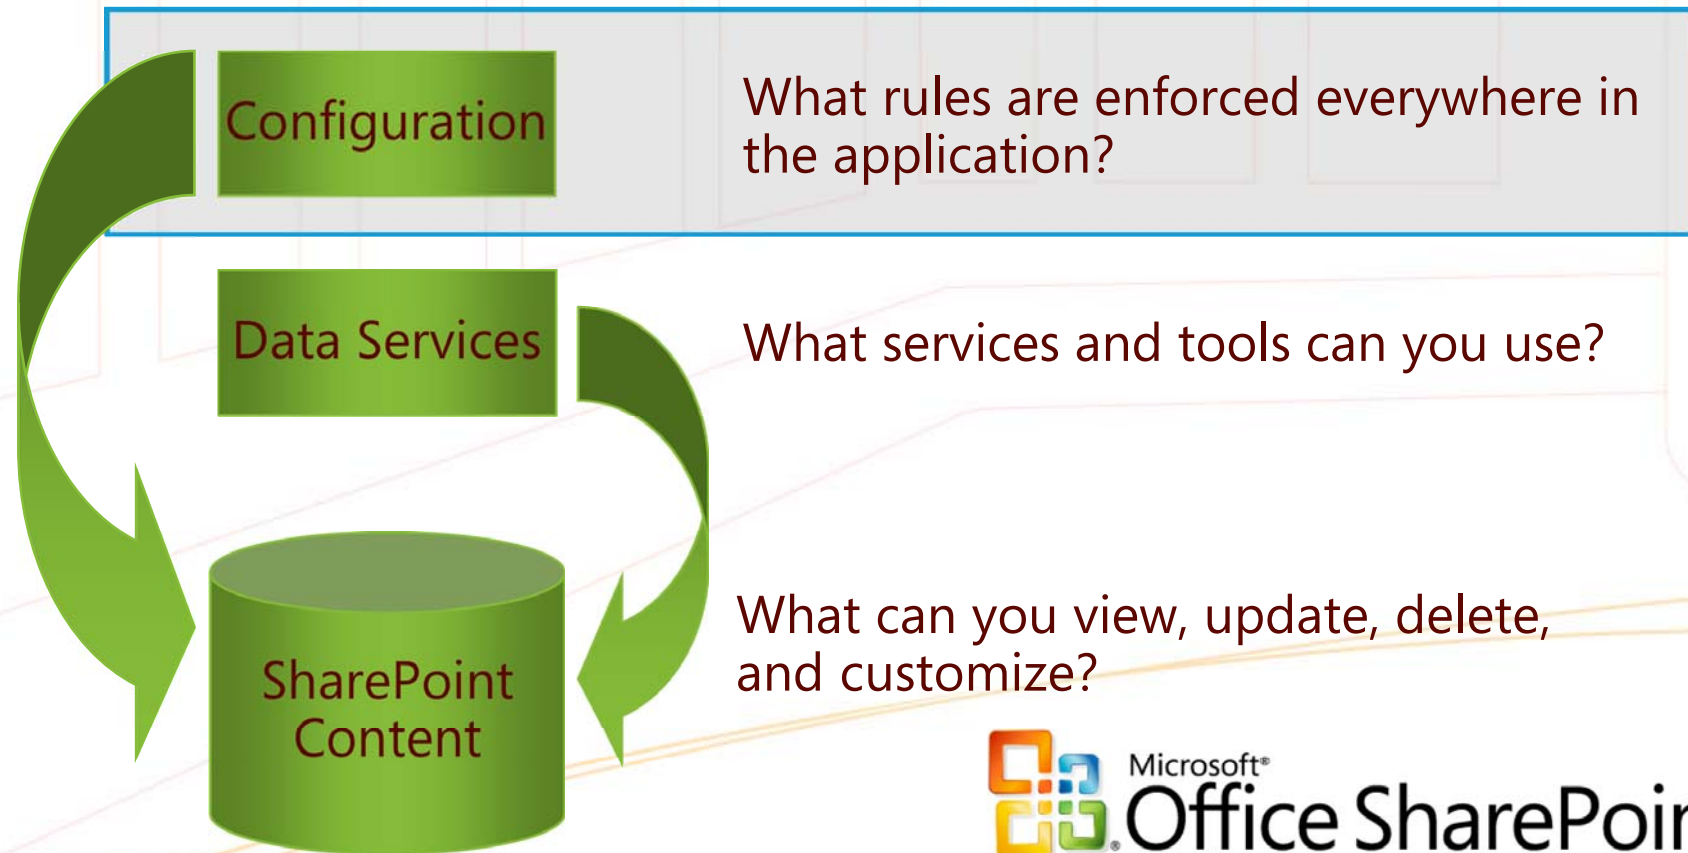 Configuration
What rules are enforced everywhere in
the application?
Data Services
What services and tools can you use?
What can you view, update, delete,
and customize?
SharePoint
Content
Microsoft®
Office SharePoin